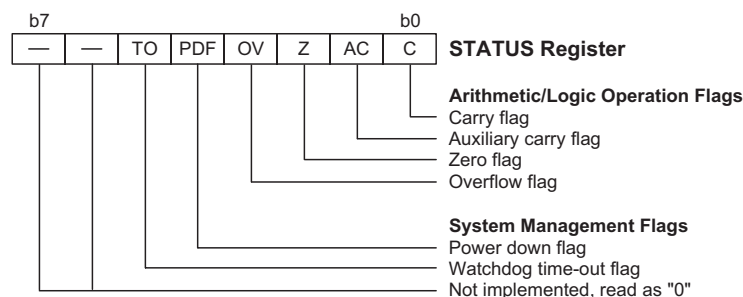 b7 b0
— — TO PDF OV Z AC C STATUS Register
Arithmetic/Logic Operation Flags
Carry flag
Auxiliary carry flag
Zero flag
Overflow flag
System Management Flags
Power down flag
Watchdog time-out flag
Not implemented, read as "0"